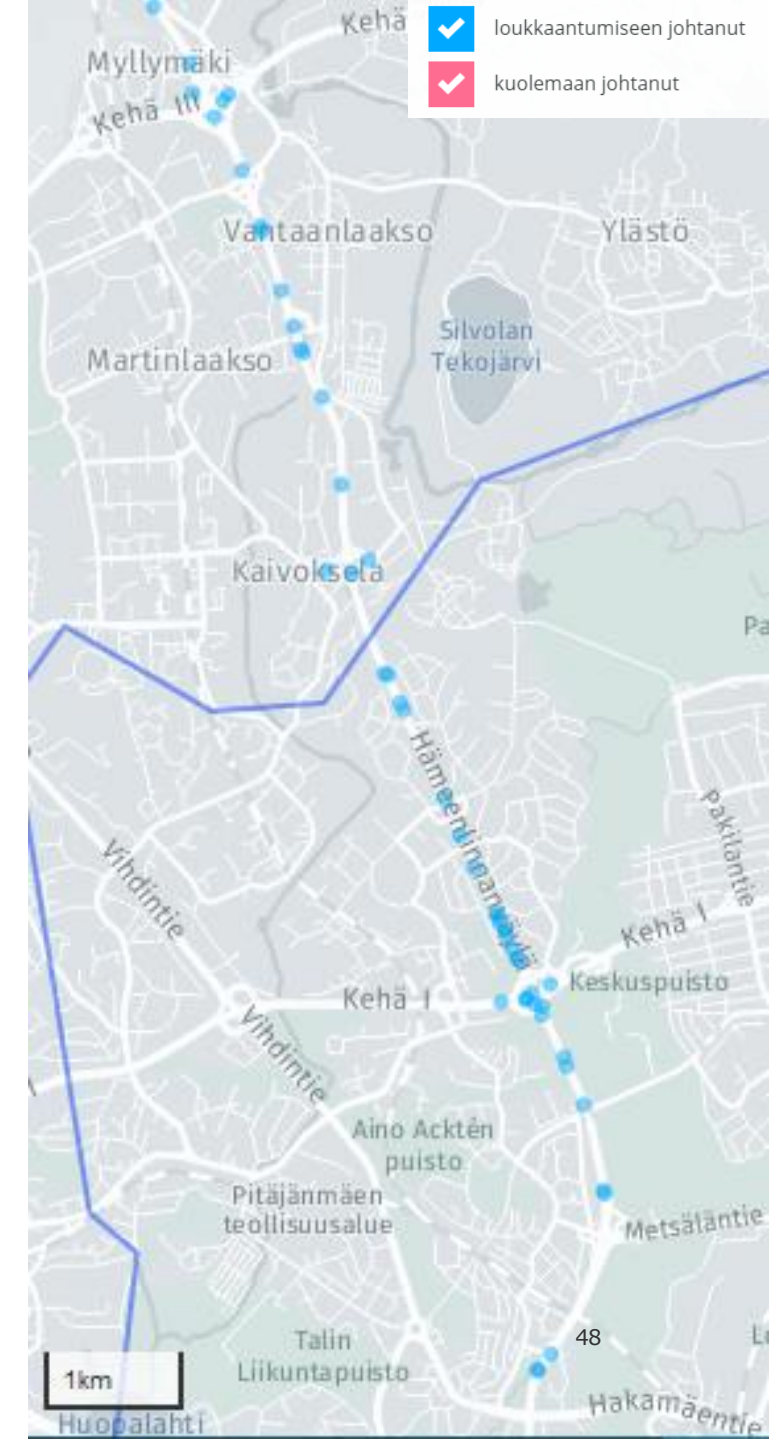 Kehä
loukkaantumiseen johtanut
kuolemaan johtanut
Myllymäki
Kehä III
Vantaanlaakso
Ylästö
Silvolan
Tekojärvi
Martinlaakso
Kaivoksela
Pa
Hämeenlinnanväylä
Pakilantie
Vihdintie
Kehä I
Keskuspuisto
Kehä I
Vihdintie
Aino Acktén
puisto
Pitäjänmäen
teollisuusalue
Metsäläntie
48
Talin
Liikuntapuisto
1km
Hakamäentie
Huopalahti